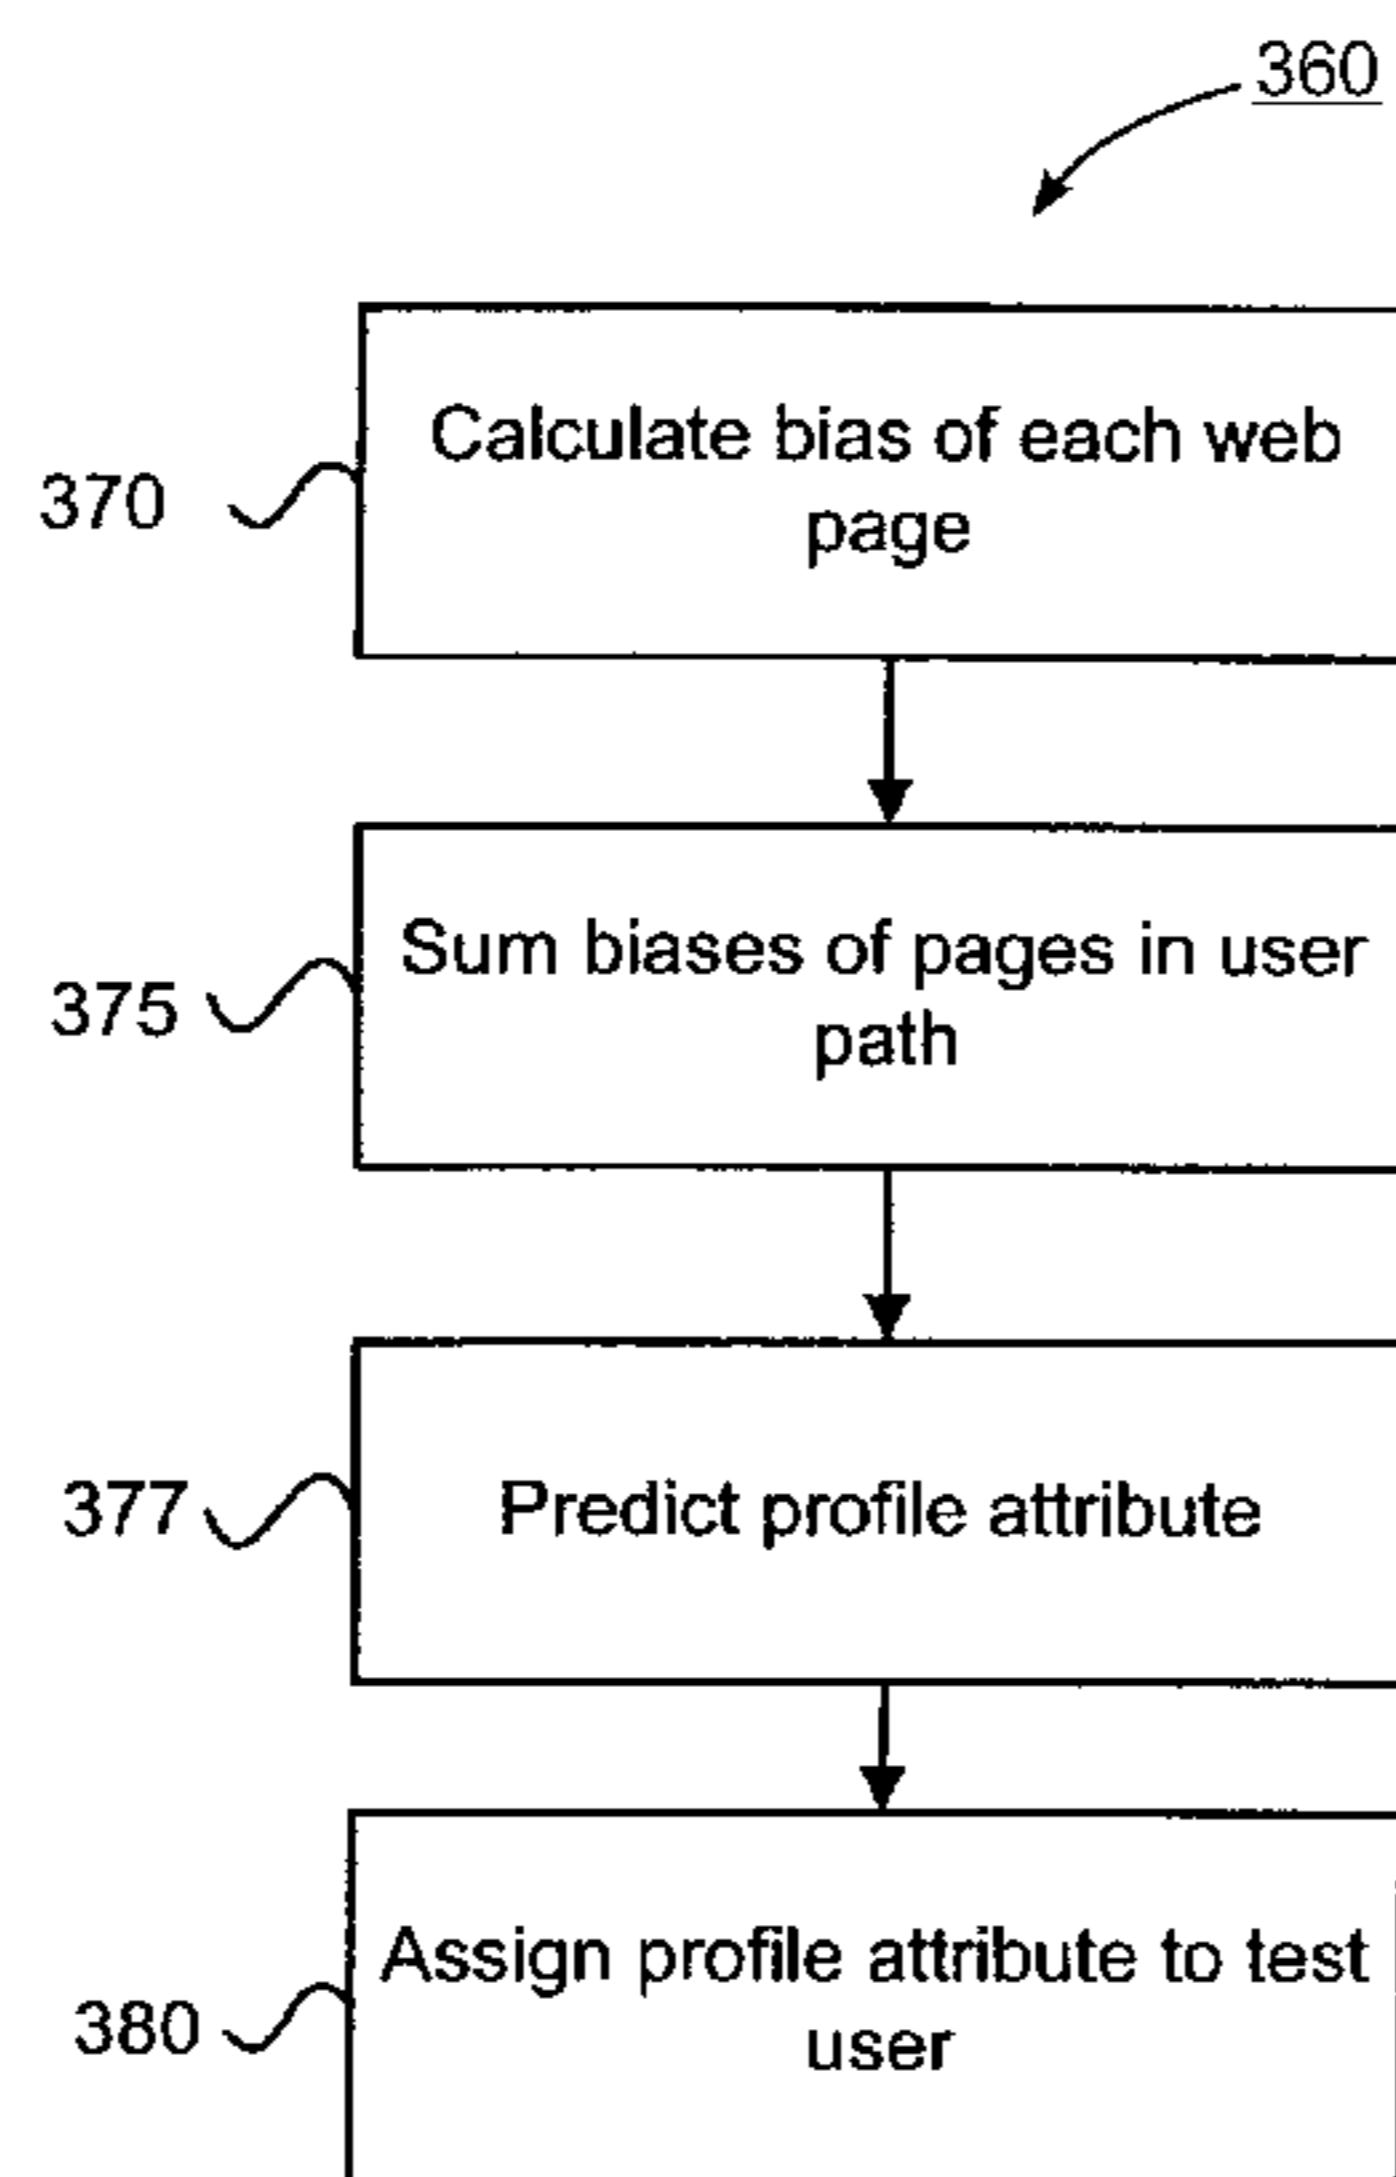 360
Calculate bias of each web
page
370
Sum biases of pages in user
path
375
Predict profile attribute
377
Assign profile attribute to test
user
380